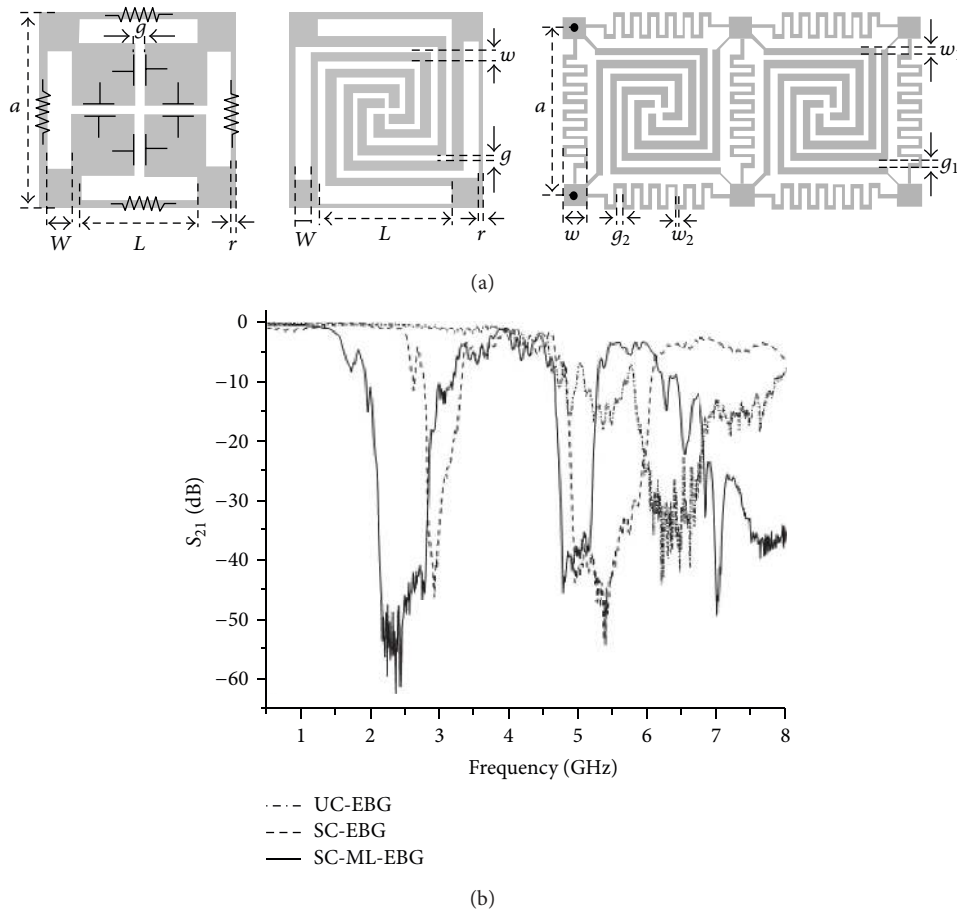 g
a
W
L
r
w
g
W
L
r
a
w
g₂
w₂
g₁
(a)
0
−10
−20
−30
−40
−50
−60
S₂₁ (dB)
1 2 3 4 5 6 7 8
Frequency (GHz)
UC-EBG
SC-EBG
SC-ML-EBG
(b)